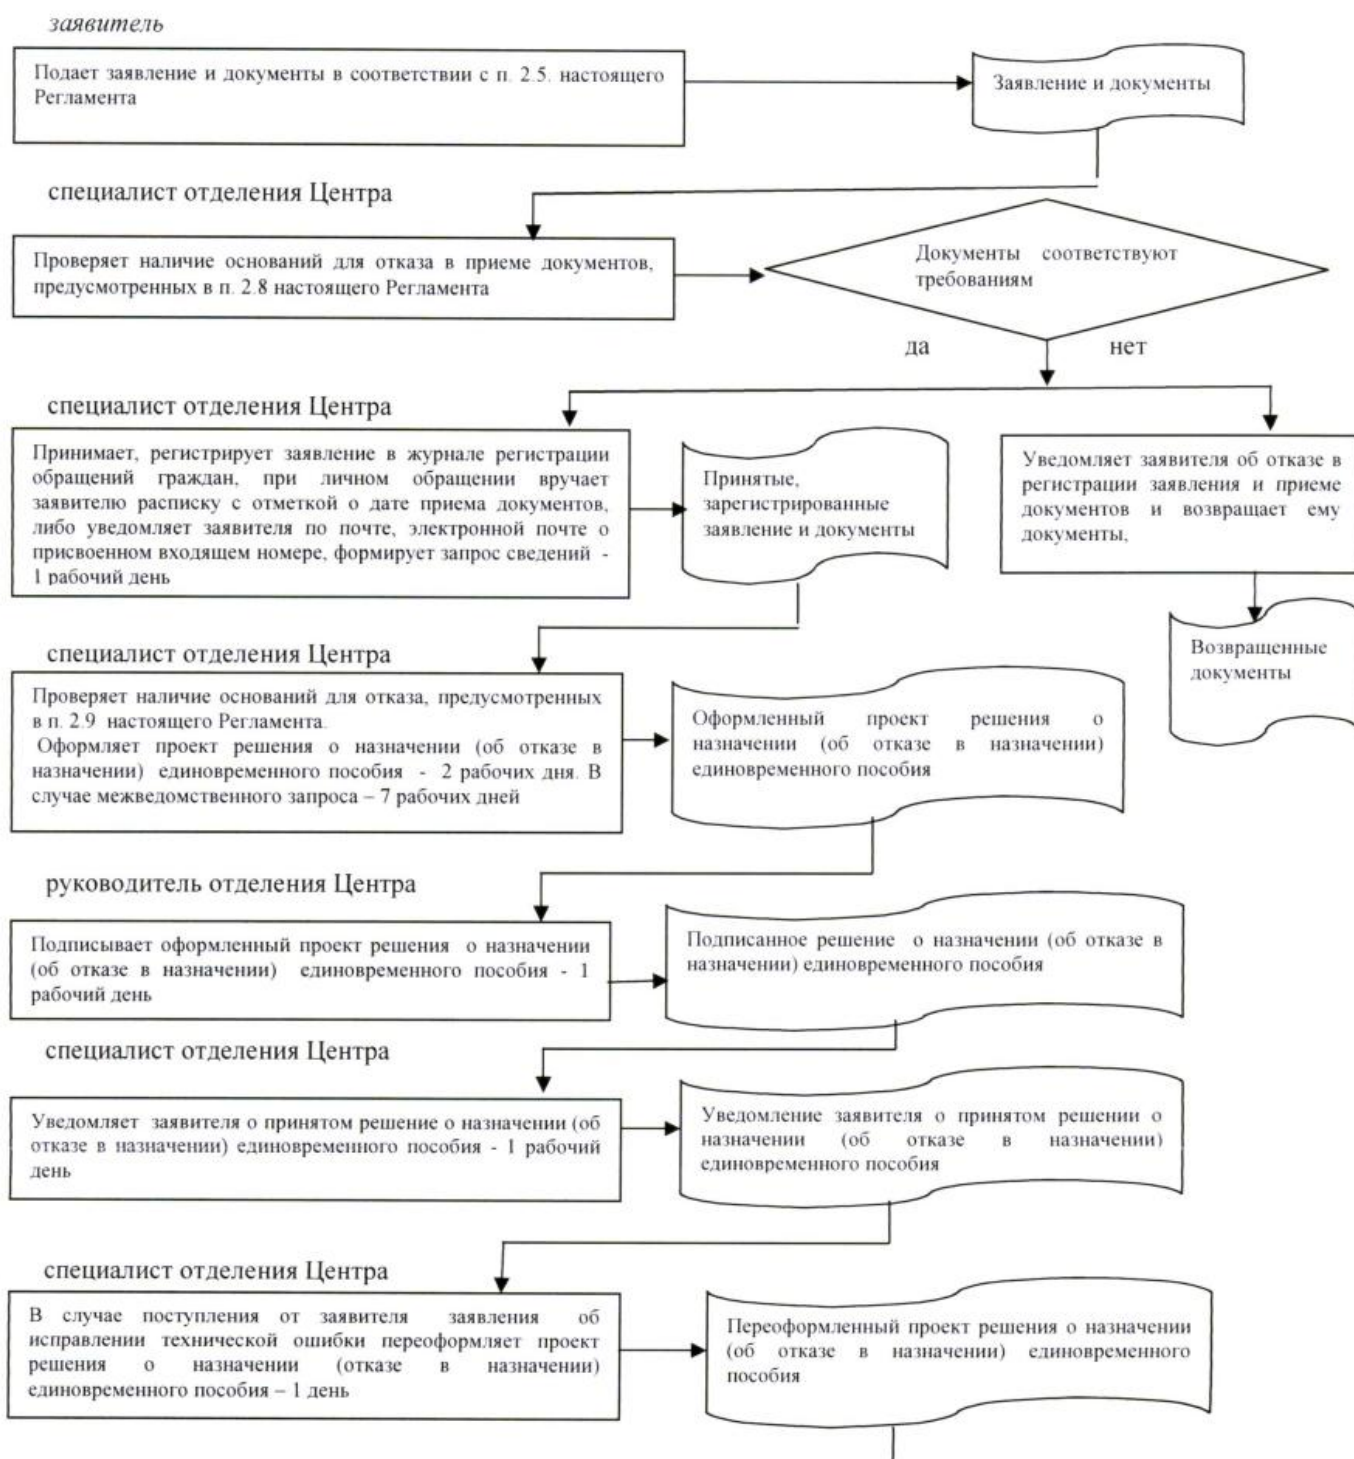 заявитель
Подает заявление и документы в соответствии с п. 2.5. настоящего
Регламента
Заявление и документы
специалист отделения Центра
Проверяет наличие оснований для отказа в приеме документов,
предусмотренных в п. 2.8 настоящего Регламента
Документы соответствуют
требованиям
да
нет
специалист отделения Центра
Принимает, регистрирует заявление в журнале регистрации
обращений граждан, при личном обращении вручает
заявителю расписку с отметкой о дате приема документов,
либо уведомляет заявителя по почте, электронной почте о
присвоенном входящем номере, формирует запрос сведений -
1 рабочий день
Принятые,
зарегистрированные
заявление и документы
Уведомляет заявителя об отказе в
регистрации заявления и приеме
документов и возвращает ему
документы,
Возвращенные
документы
специалист отделения Центра
Проверяет наличие оснований для отказа, предусмотренных
в п. 2.9 настоящего Регламента.
Оформляет проект решения о назначении (об отказе в
назначении) единовременного пособия - 2 рабочих дня. В
случае межведомственного запроса – 7 рабочих дней
Оформленный проект решения о
назначении (об отказе в назначении)
единовременного пособия
руководитель отделения Центра
Подписывает оформленный проект решения о назначении
(об отказе в назначении) единовременного пособия - 1
рабочий день
Подписанное решение о назначении (об отказе в
назначении) единовременного пособия
специалист отделения Центра
Уведомляет заявителя о принятом решение о назначении (об
отказе в назначении) единовременного пособия - 1 рабочий
день
Уведомление заявителя о принятом решении о
назначении (об отказе в назначении)
единовременного пособия
специалист отделения Центра
В случае поступления от заявителя заявления об
исправлении технической ошибки переоформляет проект
решения о назначении (отказе в назначении)
единовременного пособия – 1 день
Переоформленный проект решения о назначении
(об отказе в назначении) единовременного
пособия